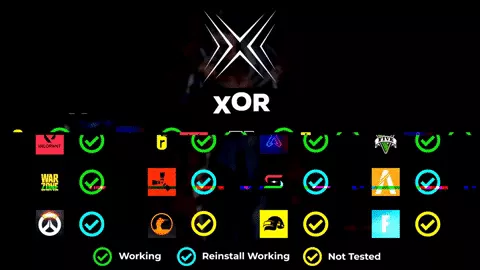 XOR
VALORANT
WAR
ZONE
Working
Reinstall Working
Not Tested